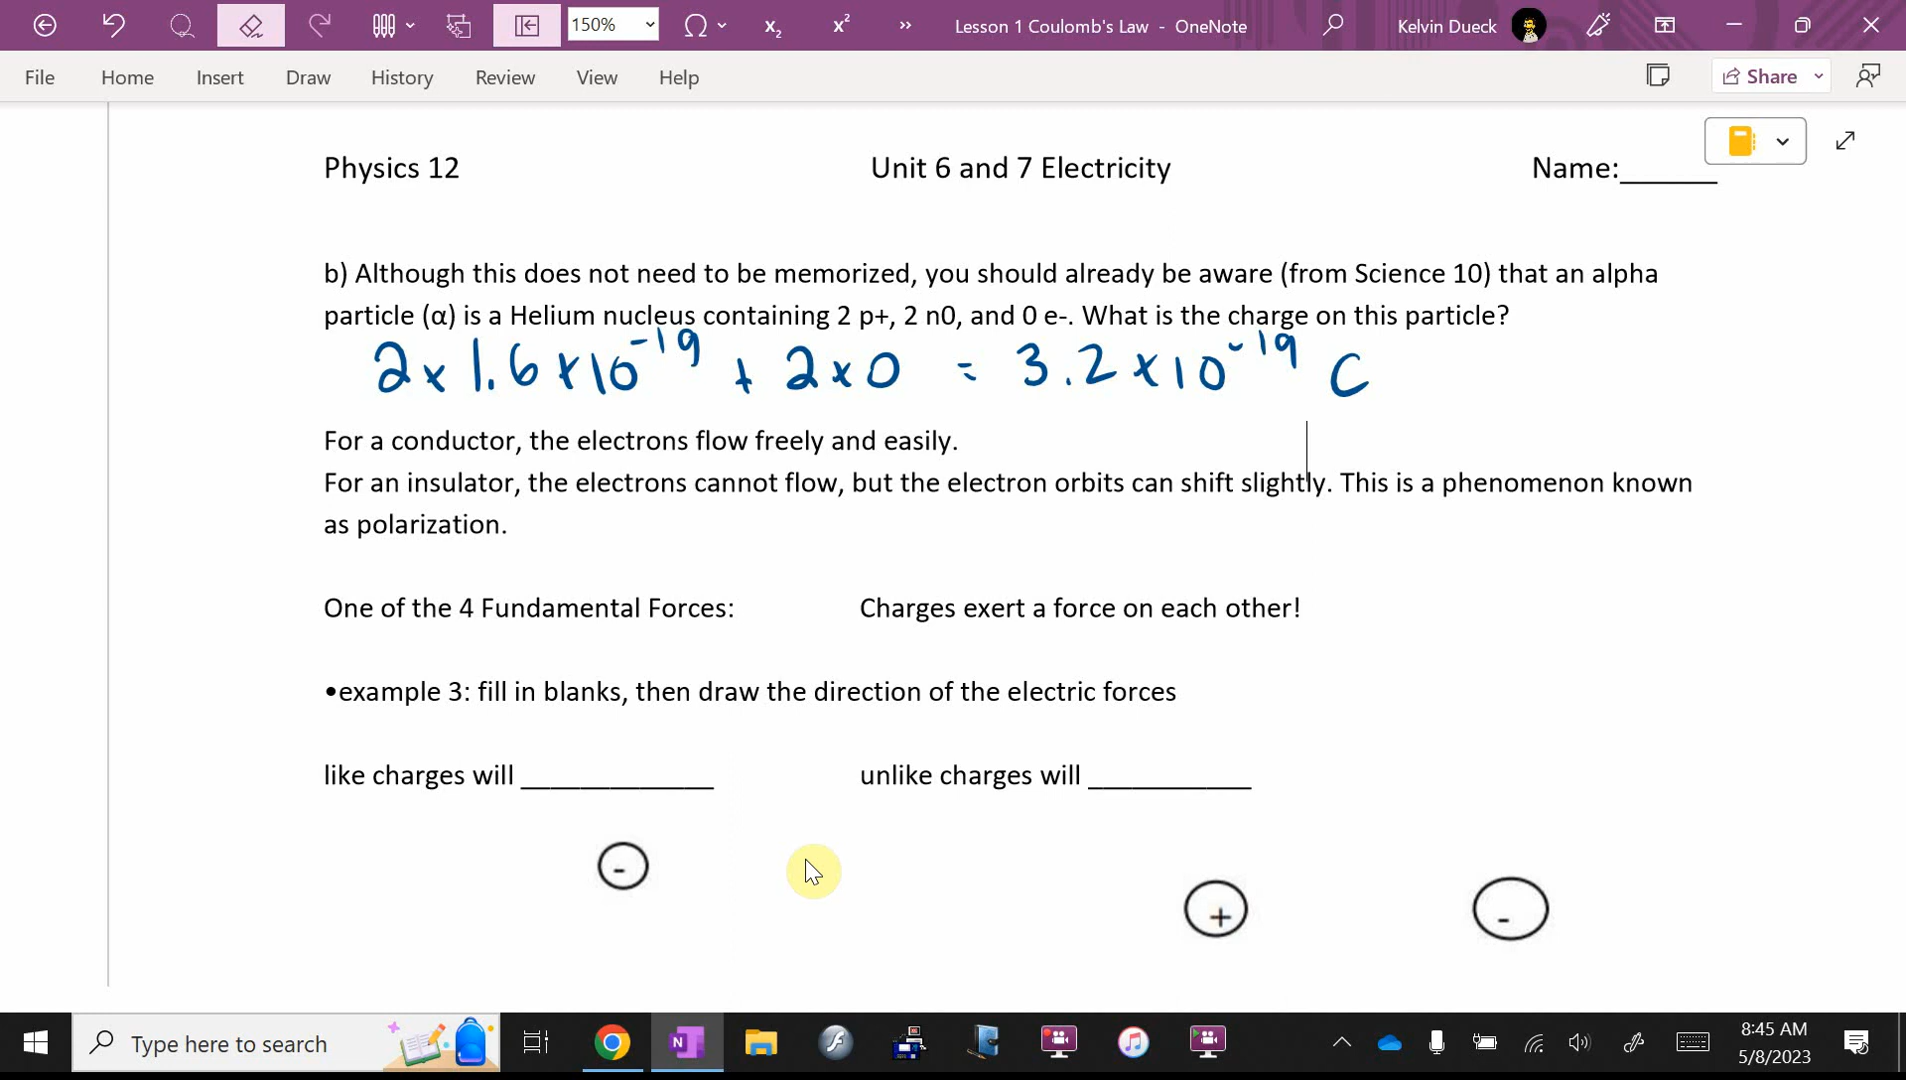 150%
Lesson 1 Coulomb's Law - OneNote
Kelvin Dueck
File Home Insert Draw History Review View Help
Share
Physics 12 Unit 6 and 7 Electricity Name:______
b) Although this does not need to be memorized, you should already be aware (from Science 10) that an alpha
particle (α) is a Helium nucleus containing 2 p+, 2 n0, and 0 e-. What is the charge on this particle?
2 x 1.6 x 10⁻¹⁹ + 2 x 0 = 3.2 x 10⁻¹⁹ C
For a conductor, the electrons flow freely and easily.
For an insulator, the electrons cannot flow, but the electron orbits can shift slightly. This is a phenomenon known
as polarization.
One of the 4 Fundamental Forces: Charges exert a force on each other!
•example 3: fill in blanks, then draw the direction of the electric forces
like charges will _____________ unlike charges will ___________
-
+ -
Type here to search
8:45 AM
5/8/2023